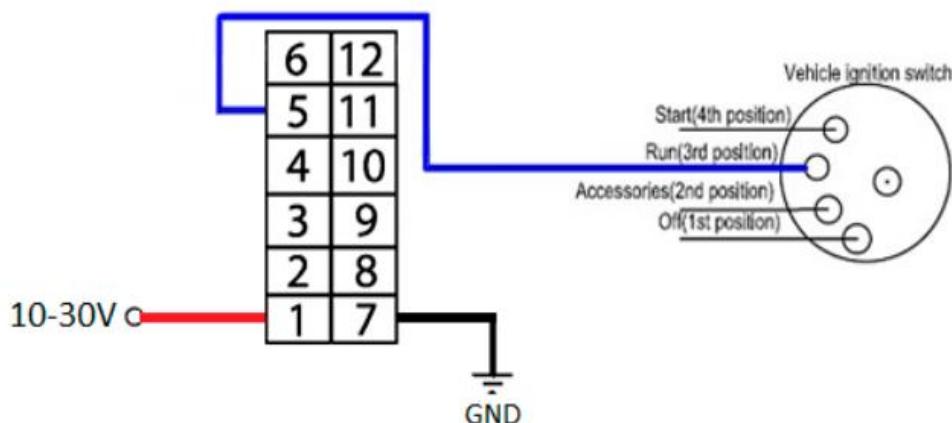 6 12
5 11
4 10
3 9
2 8
1 7
10-30V
GND
Vehicle ignition switch
Start(4th position)
Run(3rd position)
Accessories(2nd position)
Off(1st position)